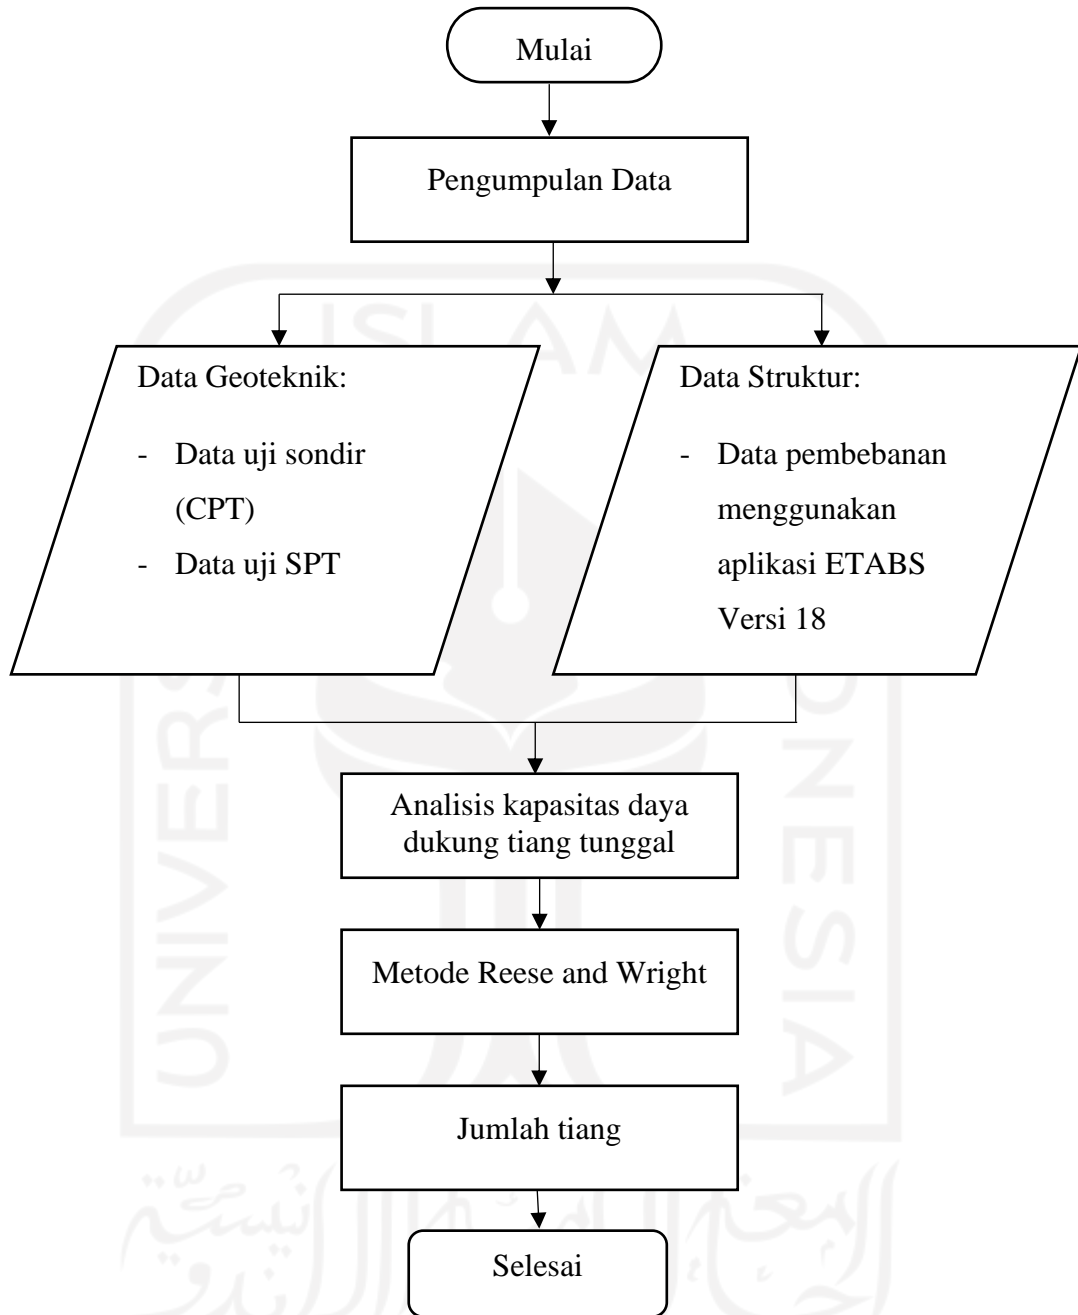 Mulai
Pengumpulan Data
Data Geoteknik:
- Data uji sondir
(CPT)
- Data uji SPT
Data Struktur:
- Data pembebanan
menggunakan
aplikasi ETABS
Versi 18
Analisis kapasitas daya
dukung tiang tunggal
Metode Reese and Wright
Jumlah tiang
Selesai
ISLAM